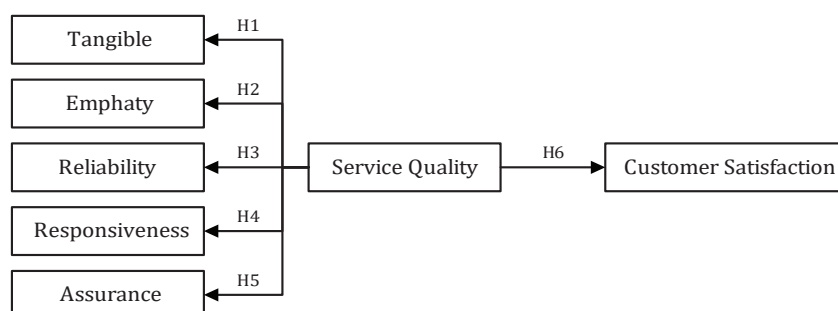 Tangible
H1
Emphaty
H2
Reliability
H3
Service Quality
H6
Customer Satisfaction
Responsiveness
H4
Assurance
H5